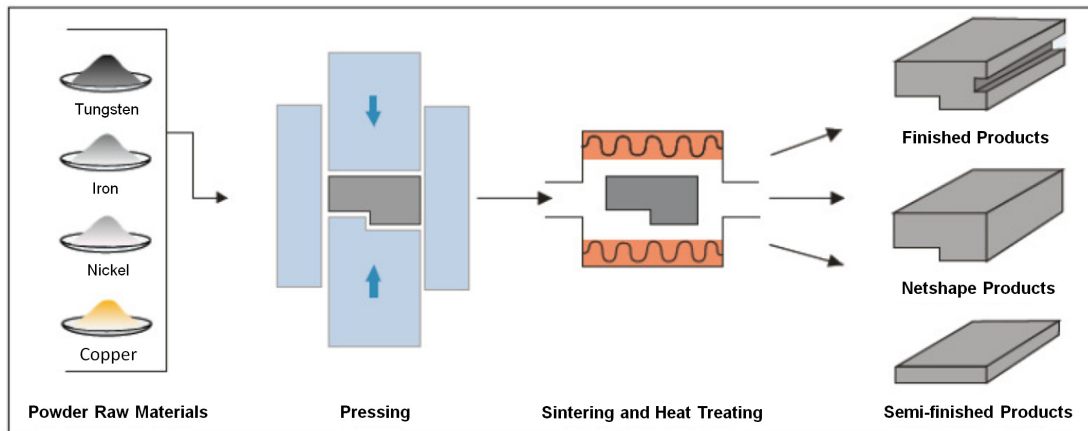 Tungsten
Iron
Nickel
Copper
Powder Raw Materials
Pressing
Sintering and Heat Treating
Finished Products
Netshape Products
Semi-finished Products